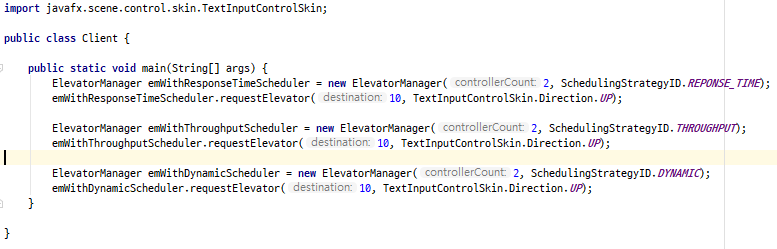 import javafx.scene.control.skin.TextInputControlSkin;
public class Client {
public static void main(String[] args) {
ElevatorManager emWithResponseTimeScheduler = new ElevatorManager( controllerCount: 2, SchedulingStrategyID.REPONSE_TIME);
emWithResponseTimeScheduler.requestElevator( destination: 10, TextInputControlSkin.Direction.UP);
ElevatorManager emWithThroughputScheduler = new ElevatorManager( controllerCount: 2, SchedulingStrategyID.THROUGHPUT);
emWithThroughputScheduler.requestElevator( destination: 10, TextInputControlSkin.Direction.UP);
ElevatorManager emWithDynamicScheduler = new ElevatorManager( controllerCount: 2, SchedulingStrategyID.DYNAMIC);
emWithDynamicScheduler.requestElevator( destination: 10, TextInputControlSkin.Direction.UP);
}
}